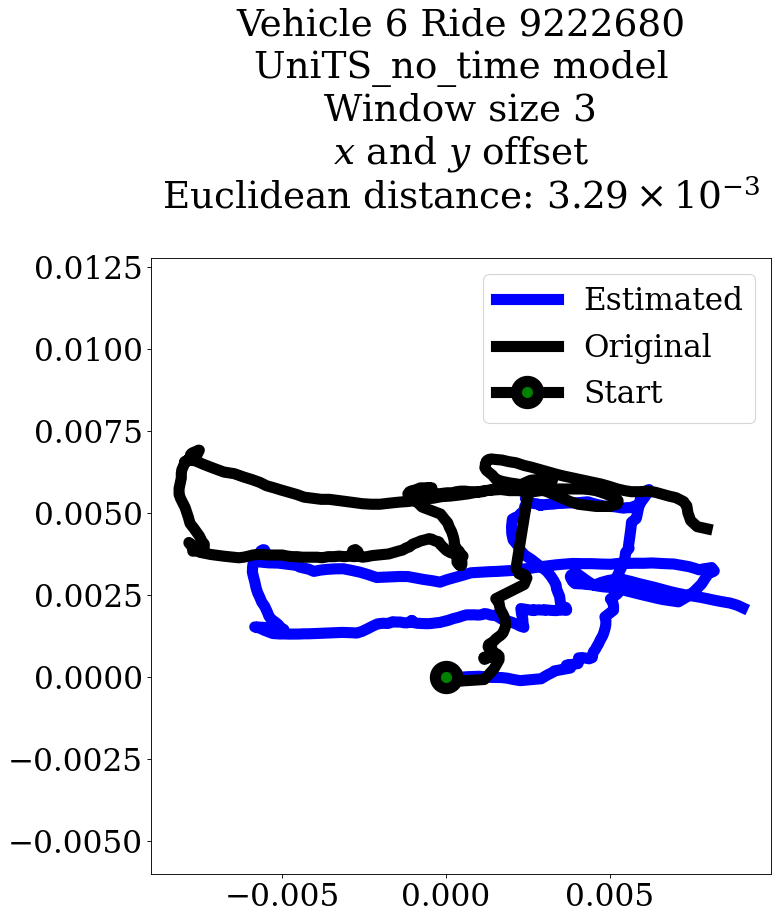 Vehicle 6 Ride 9222680
UniTS_no_time model
Window size 3
x and y offset
Euclidean distance: 3.29 × 10⁻³
Estimated
Original
Start
0.0125
0.0100
0.0075
0.0050
0.0025
0.0000
−0.0025
−0.0050
−0.005 0.000 0.005